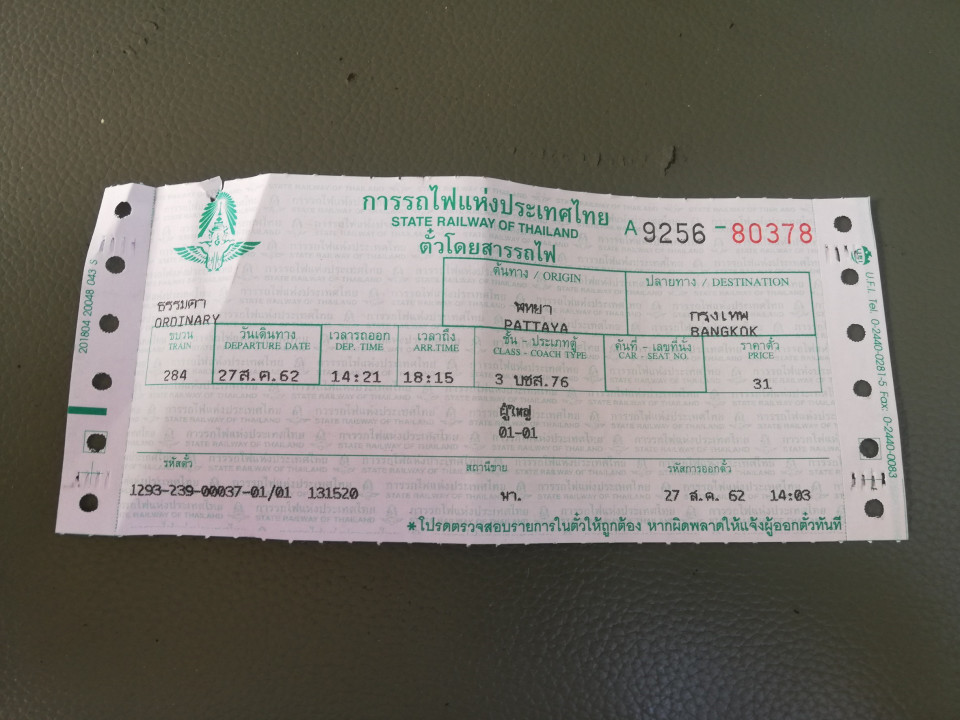 การรถไฟแห่งประเทศไทย
STATE RAILWAY OF THAILAND
ตั๋วโดยสารรถไฟ
A 9256 - 80378
ต้นทาง / ORIGIN
ปลายทาง / DESTINATION
ธรรมดา
ORDINARY
พัทยา
PATTAYA
กรุงเทพ
BANGKOK
ขบวน
TRAIN
วันเดินทาง
DEPARTURE DATE
เวลารถออก
DEP. TIME
เวลาถึง
ARR.TIME
ชั้น - ประเภทตู้
CLASS - COACH TYPE
คันที่ - เลขที่นั่ง
CAR - SEAT NO.
ราคาตั๋ว
PRICE
284
27ส.ค.62
14:21
18:15
3 บชส.76
31
ผู้ใหญ่
01-01
รหัสตั๋ว
สถานีขาย
รหัสการออกตั๋ว
1293-239-00037-01/01 131520
พา.
27 ส.ค. 62 14:03
*โปรดตรวจสอบรายการในตั๋วให้ถูกต้อง หากผิดพลาดให้แจ้งผู้ออกตั๋วทันที
201804 20048 043 S
U.F.I. Tel. 0-2440-0281-5 Fax: 0-2440-0083